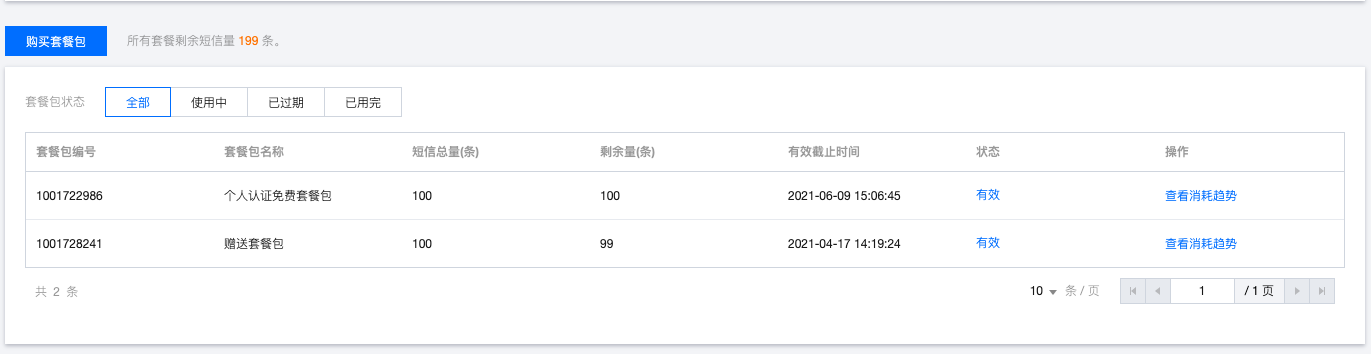 购买套餐包 所有套餐剩余短信量 199 条。
套餐包状态 全部 使用中 已过期 已用完
套餐包编号 套餐包名称 短信总量(条) 剩余量(条) 有效截止时间 状态 操作
1001722986 个人认证免费套餐包 100 100 2021-06-09 15:06:45 有效 查看消耗趋势
1001728241 赠送套餐包 100 99 2021-04-17 14:19:24 有效 查看消耗趋势
共 2 条 10 条 / 页 1 / 1 页